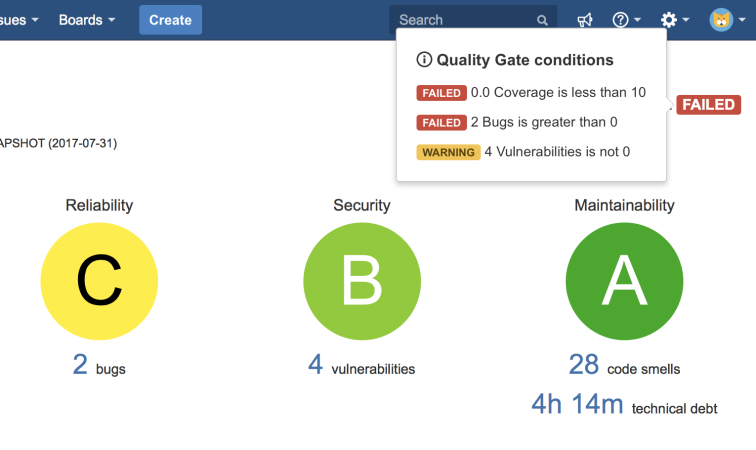 sues Boards Create Search
Quality Gate conditions
FAILED 0.0 Coverage is less than 10
FAILED
FAILED 2 Bugs is greater than 0
WARNING 4 Vulnerabilities is not 0
APSHOT (2017-07-31)
Reliability Security Maintainability
C B A
2 bugs 4 vulnerabilities 28 code smells
4h 14m technical debt